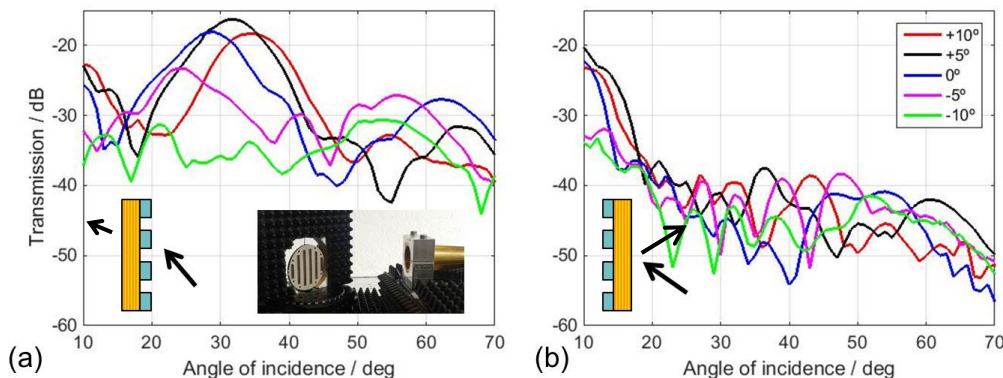 (a)
Transmission / dB
-20
-30
-40
-50
-60
10 20 30 40 50 60 70
Angle of incidence / deg
(b)
-20
-30
-40
-50
-60
10 20 30 40 50 60 70
Angle of incidence / deg
+10º
+5º
0º
-5º
-10º